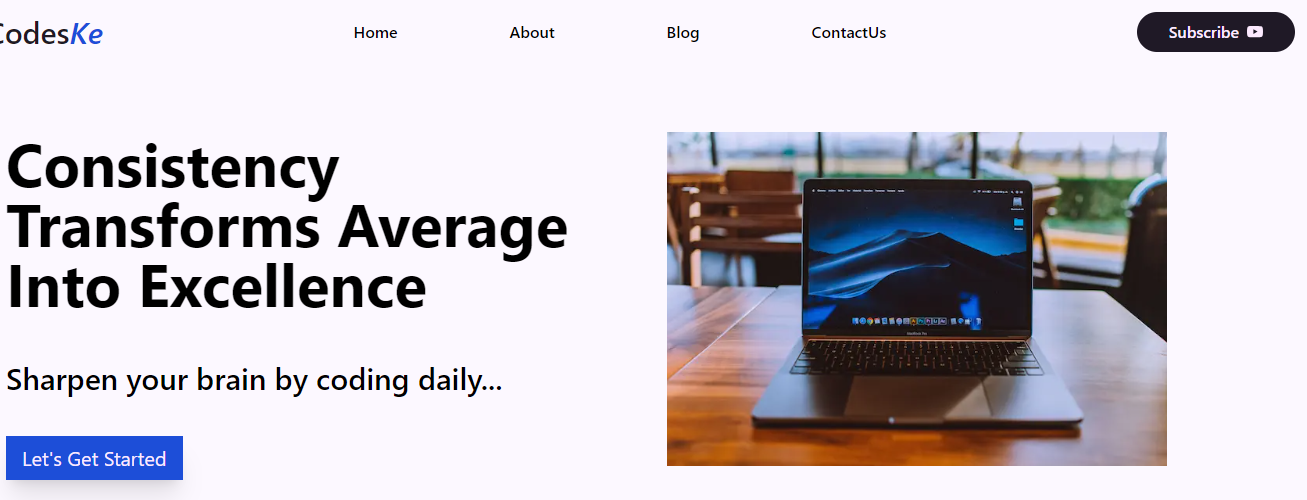 CodesKe
Home
About
Blog
ContactUs
Subscribe
Consistency
Transforms Average
Into Excellence
Sharpen your brain by coding daily...
Let's Get Started